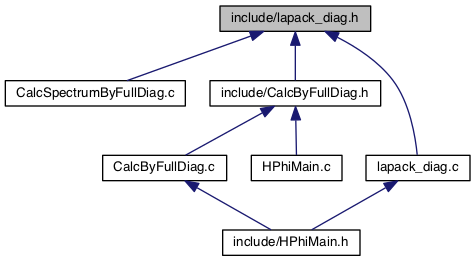 include/lapack_diag.h
CalcSpectrumByFullDiag.c
include/CalcByFullDiag.h
CalcByFullDiag.c
HPhiMain.c
lapack_diag.c
include/HPhiMain.h